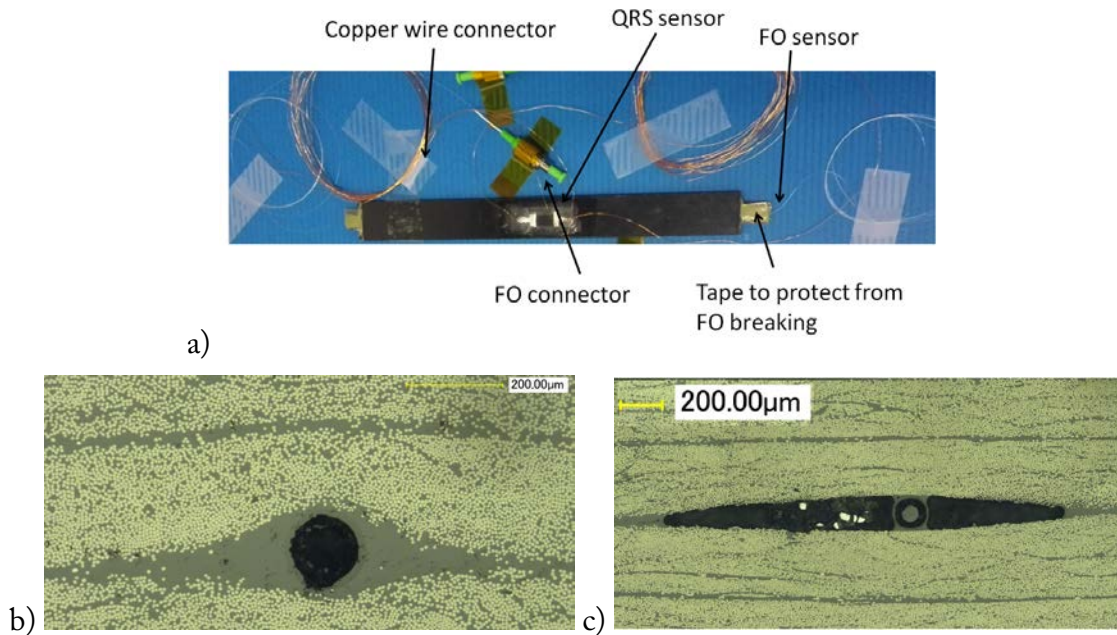 QRS sensor
Copper wire connector
FO sensor
FO connector
Tape to protect from
FO breaking
a)
200.00µm
200.00µm
b)
c)